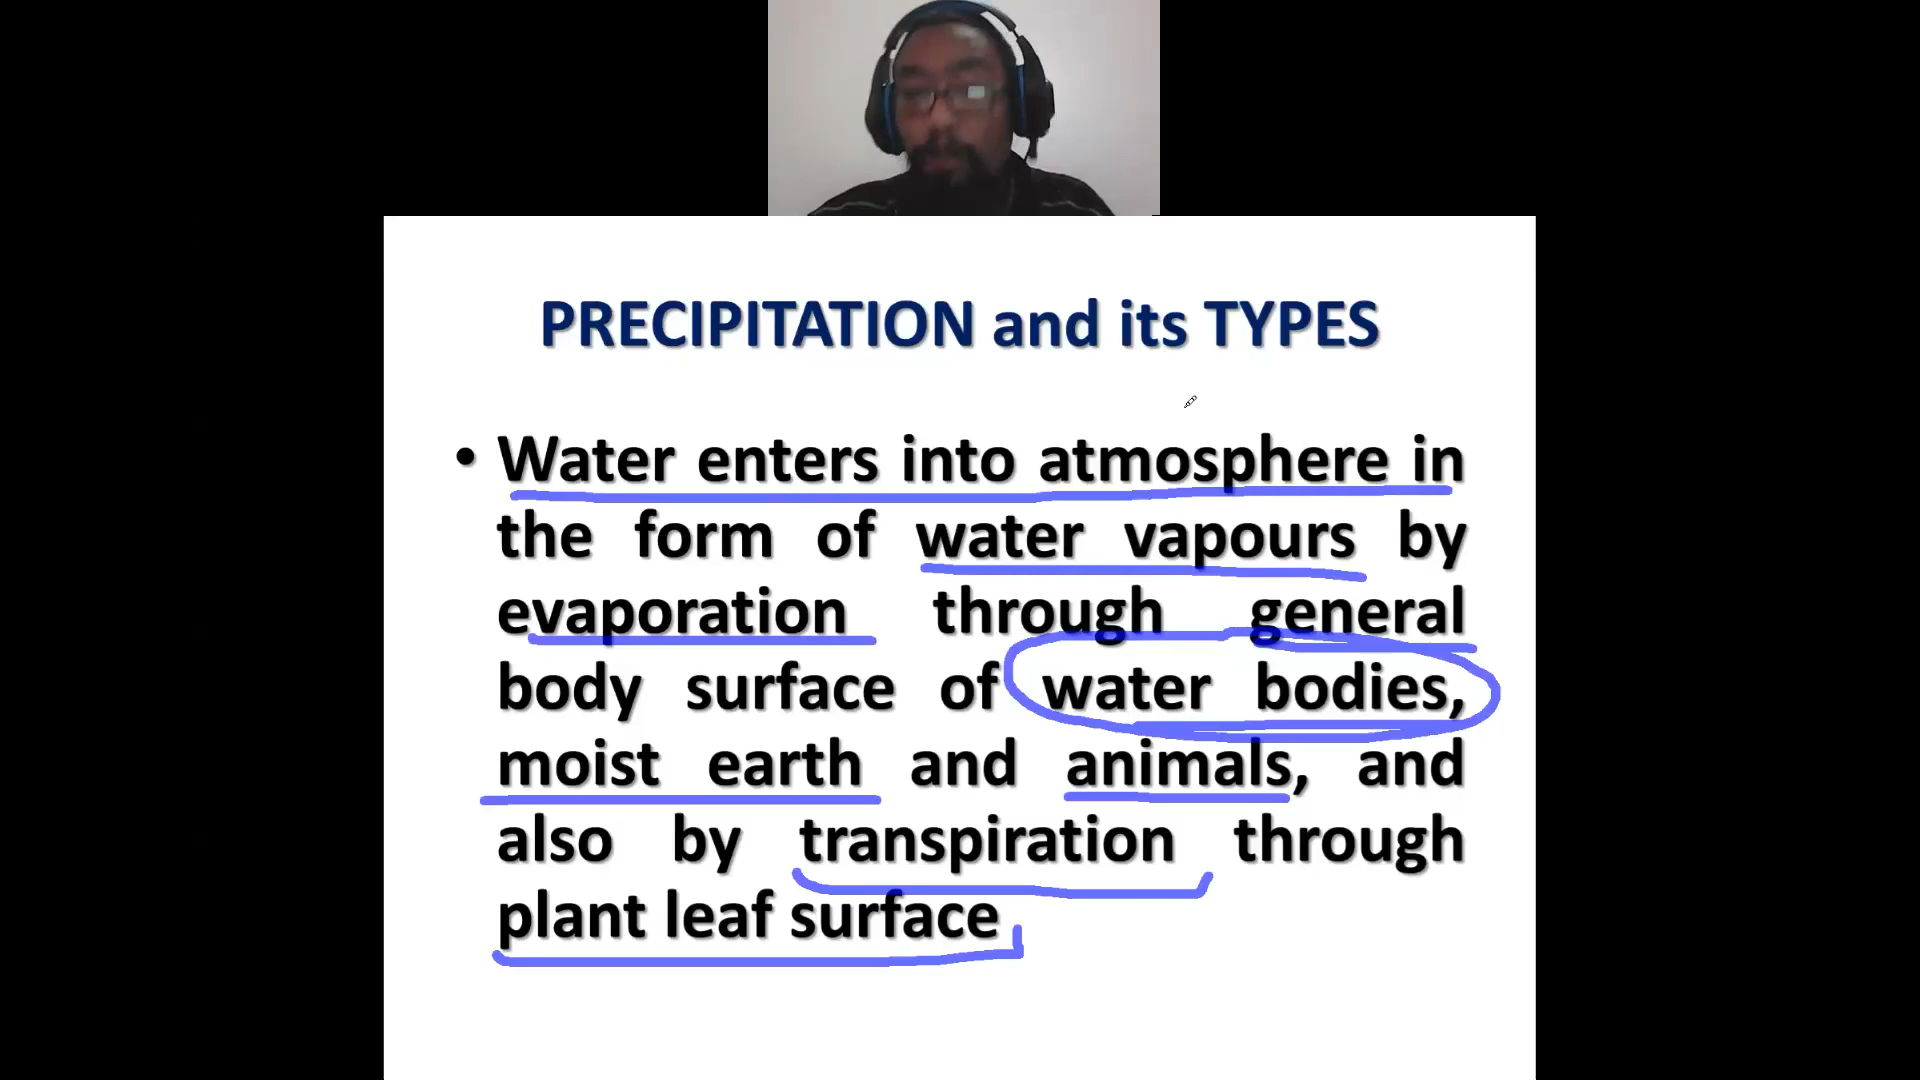 PRECIPITATION and its TYPES
• Water enters into atmosphere in
the form of water vapours by
evaporation through general
body surface of water bodies,
moist earth and animals, and
also by transpiration through
plant leaf surface